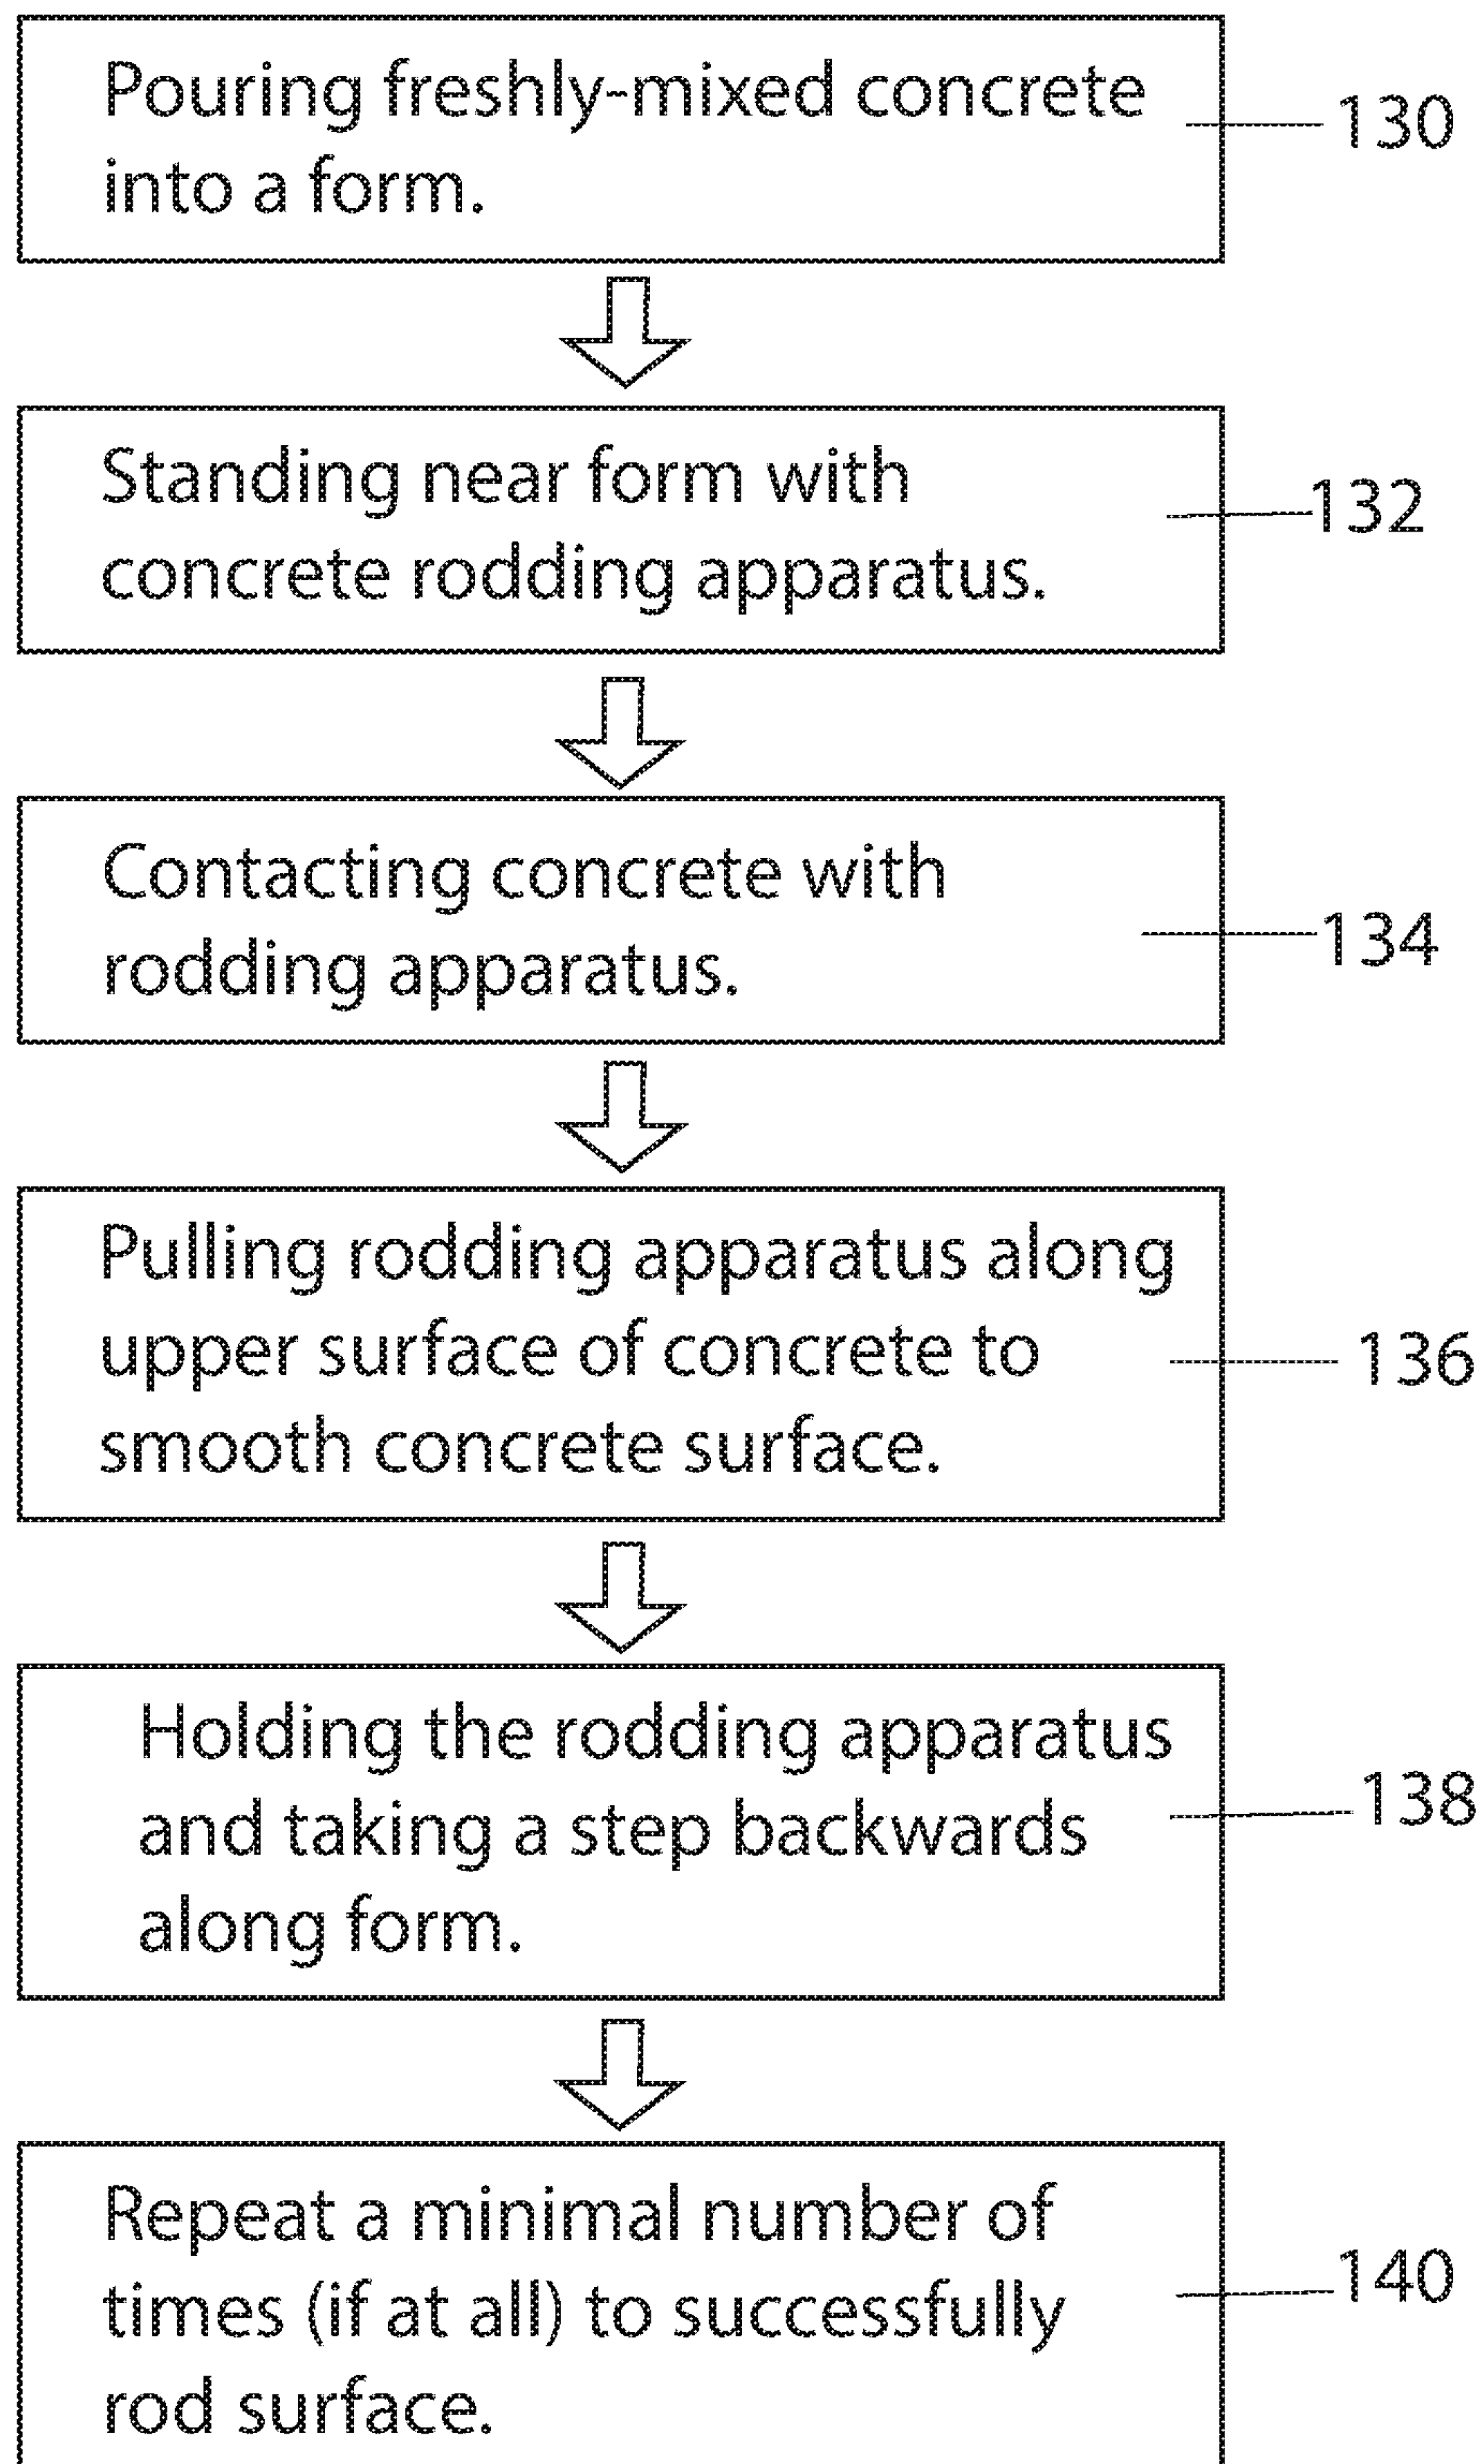 Pouring freshly-mixed concrete
into a form.
130
Standing near form with
concrete rodding apparatus.
132
Contacting concrete with
rodding apparatus.
134
Pulling rodding apparatus along
upper surface of concrete to
smooth concrete surface.
136
Holding the rodding apparatus
and taking a step backwards
along form.
138
Repeat a minimal number of
times (if at all) to successfully
rod surface.
140